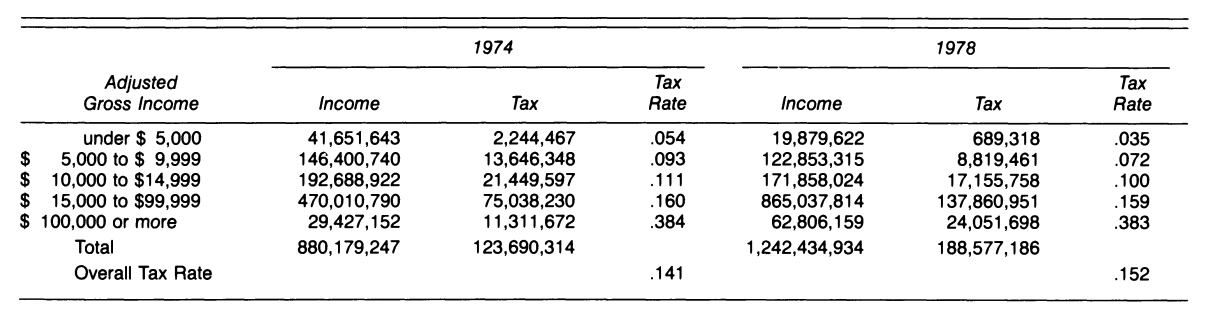 1974 1978
Adjusted Tax Tax
Gross Income Income Tax Rate Income Tax Rate
under $ 5,000 41,651,643 2,244,467 .054 19,879,622 689,318 .035
$ 5,000 to $ 9,999 146,400,740 13,646,348 .093 122,853,315 8,819,461 .072
$ 10,000 to $14,999 192,688,922 21,449,597 .111 171,858,024 17,155,758 .100
$ 15,000 to $99,999 470,010,790 75,038,230 .160 865,037,814 137,860,951 .159
$ 100,000 or more 29,427,152 11,311,672 .384 62,806,159 24,051,698 .383
Total 880,179,247 123,690,314 1,242,434,934 188,577,186
Overall Tax Rate .141 .152